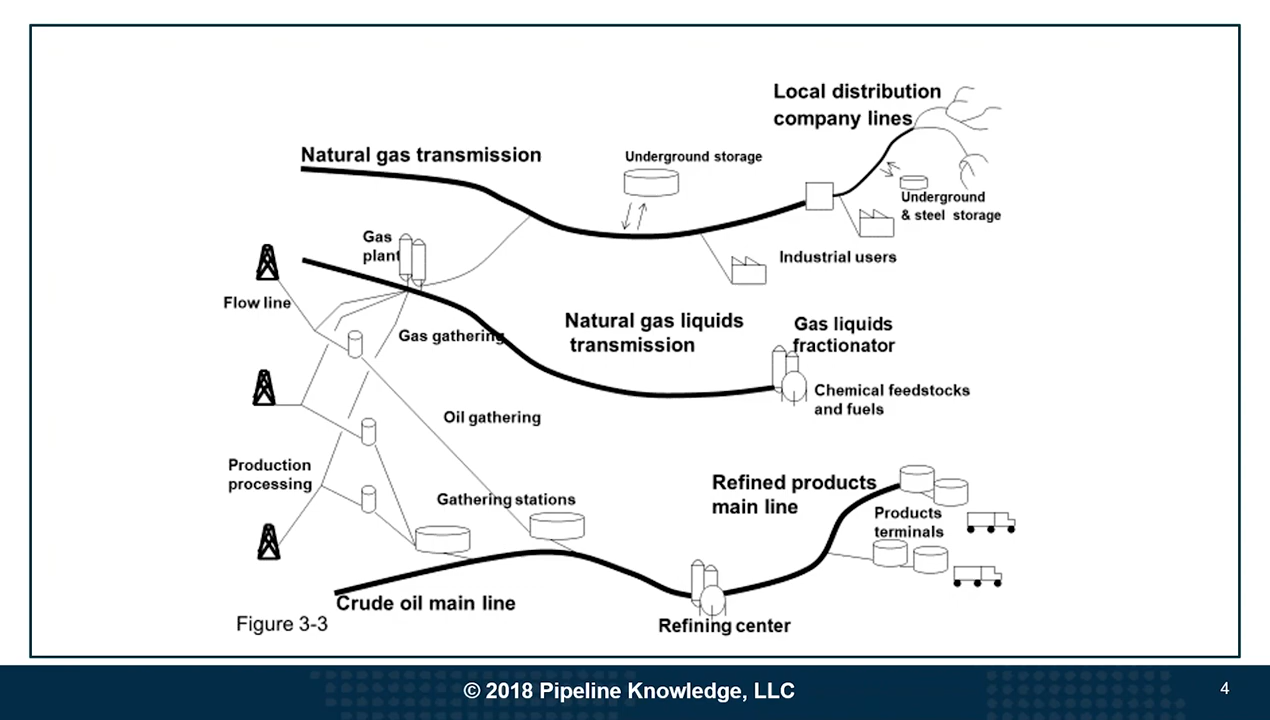 Local distribution
company lines
Natural gas transmission
Underground storage
Underground
& steel storage
Gas
plant
Industrial users
Flow line
Gas gathering
Natural gas liquids
transmission
Gas liquids
fractionator
Chemical feedstocks
and fuels
Oil gathering
Production
processing
Gathering stations
Refined products
main line
Products
terminals
Crude oil main line
Figure 3-3
Refining center
© 2018 Pipeline Knowledge, LLC
4